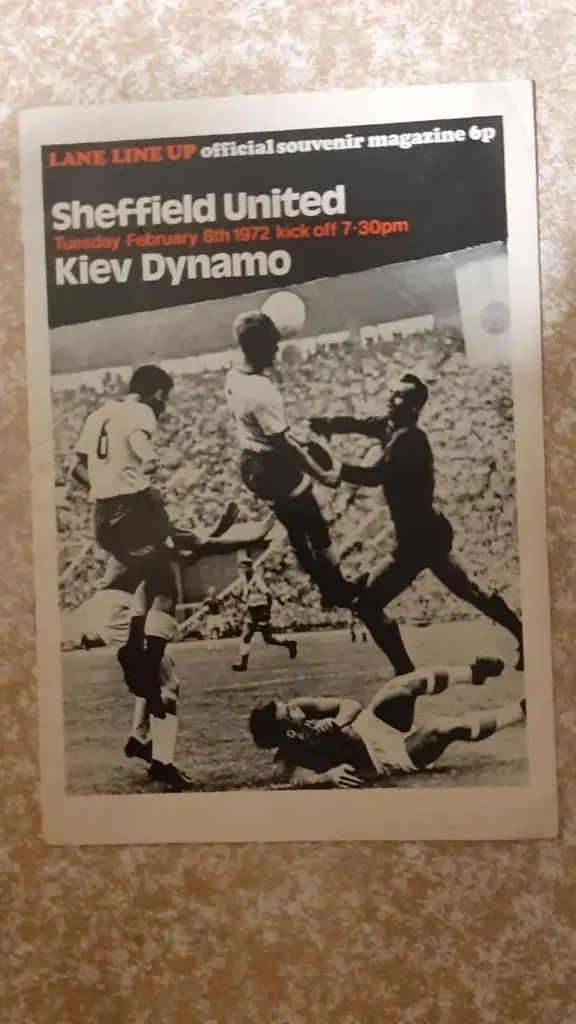 LANE LINE UP official souvenir magazine 6p
Sheffield United
Tuesday February 8th 1972 kick off 7·30pm
Kiev Dynamo
8